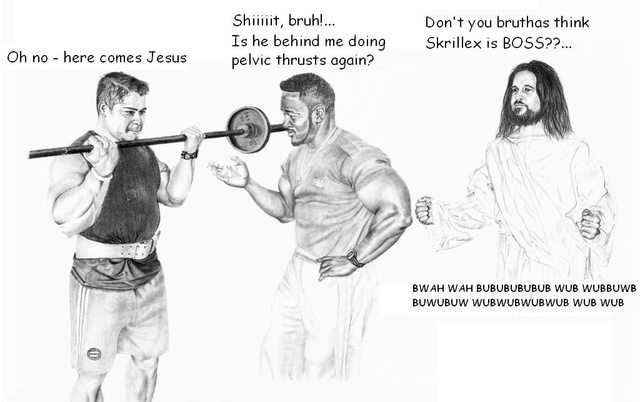 Oh no - here comes Jesus
Shiiiiit, bruh!...
Is he behind me doing
pelvic thrusts again?
Don't you bruthas think
Skrillex is BOSS??...
BWAH WAH BUBUBUBUBUB WUB WUBBUWB
BUWUBUW WUBWUBWUBWUB WUB WUB